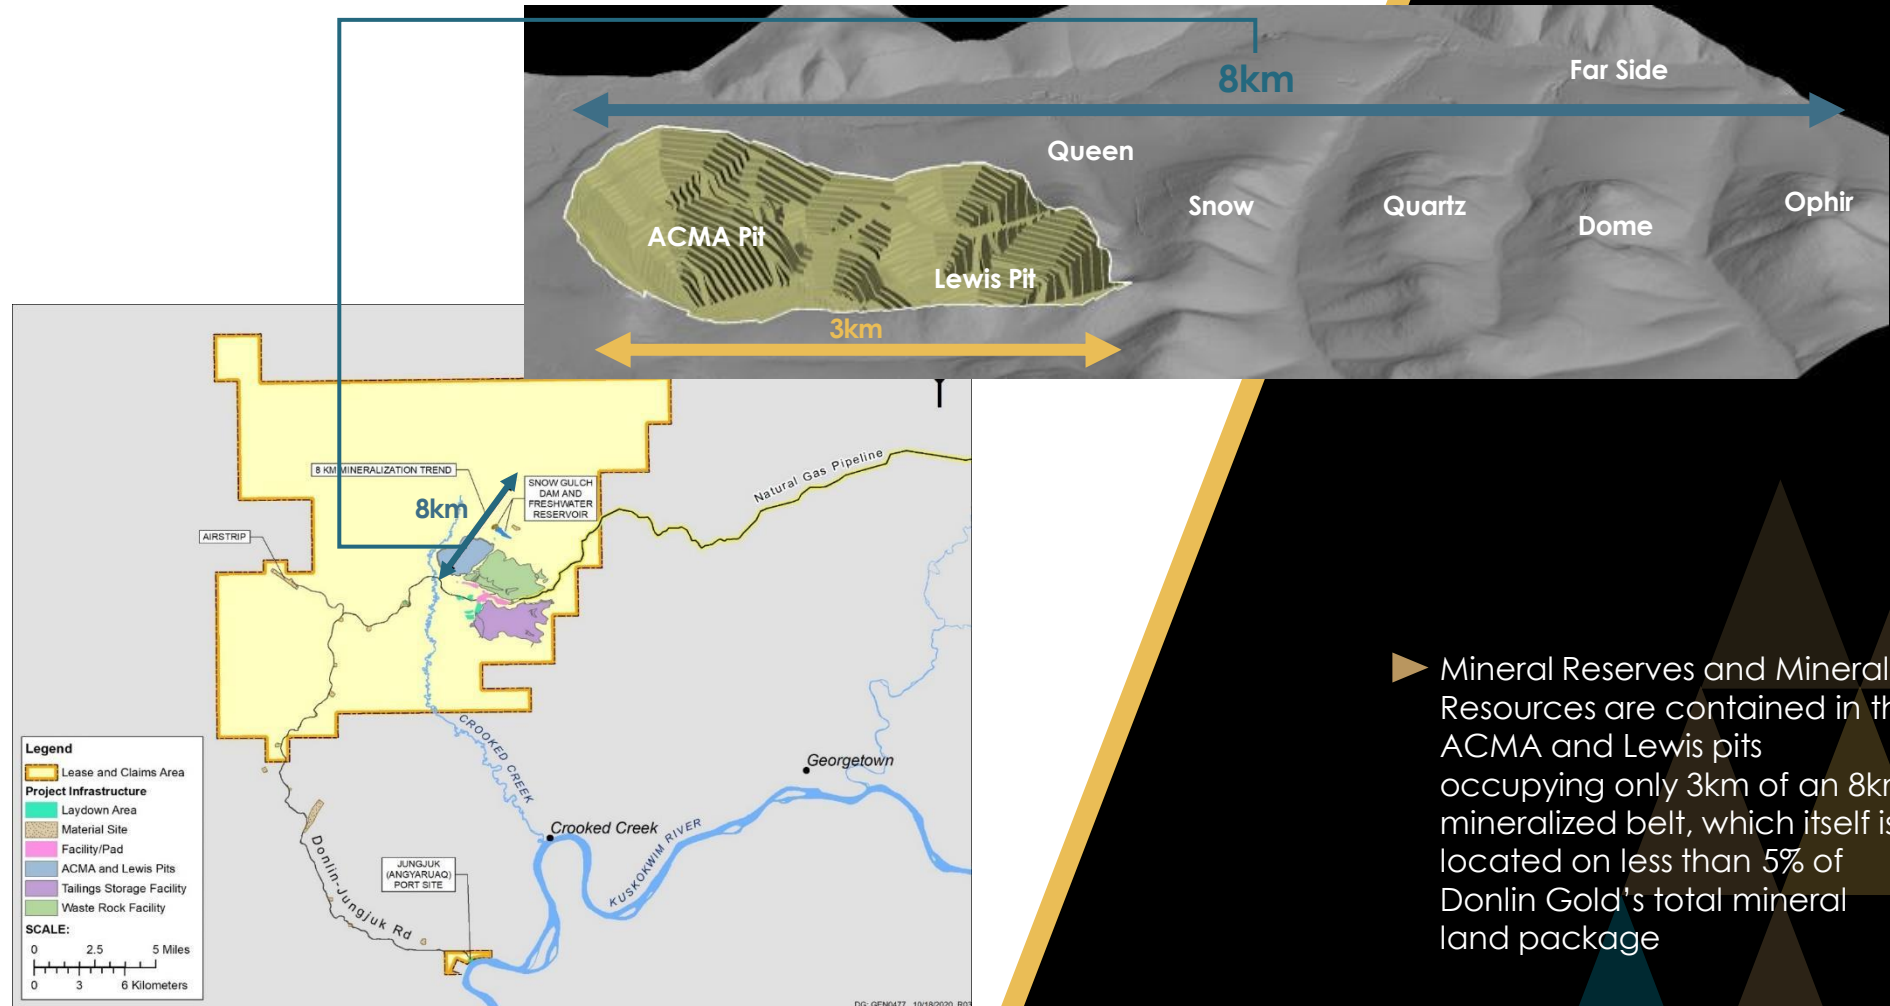 8km
Far Side
Queen
Snow
Quartz
Dome
Ophir
ACMA Pit
Lewis Pit
3km
8 KM MINERALIZATION TREND
SNOW GULCH
DAM AND
FRESHWATER
RESERVOIR
8km
AIRSTRIP
Natural Gas Pipeline
CROOKED CREEK
Georgetown
Crooked Creek
KUSKOKWIM RIVER
JUNGJUK
(ANGYARUAQ)
PORT SITE
Donlin-Jungjuk Rd
Legend
Lease and Claims Area
Project Infrastructure
Laydown Area
Material Site
Facility/Pad
ACMA and Lewis Pits
Tailings Storage Facility
Waste Rock Facility
SCALE:
0 2.5 5 Miles
0 3 6 Kilometers
DG: GEN0477_10/18/2020_R03
Mineral Reserves and Mineral
Resources are contained in th
ACMA and Lewis pits
occupying only 3km of an 8km
mineralized belt, which itself is
located on less than 5% of
Donlin Gold's total mineral
land package